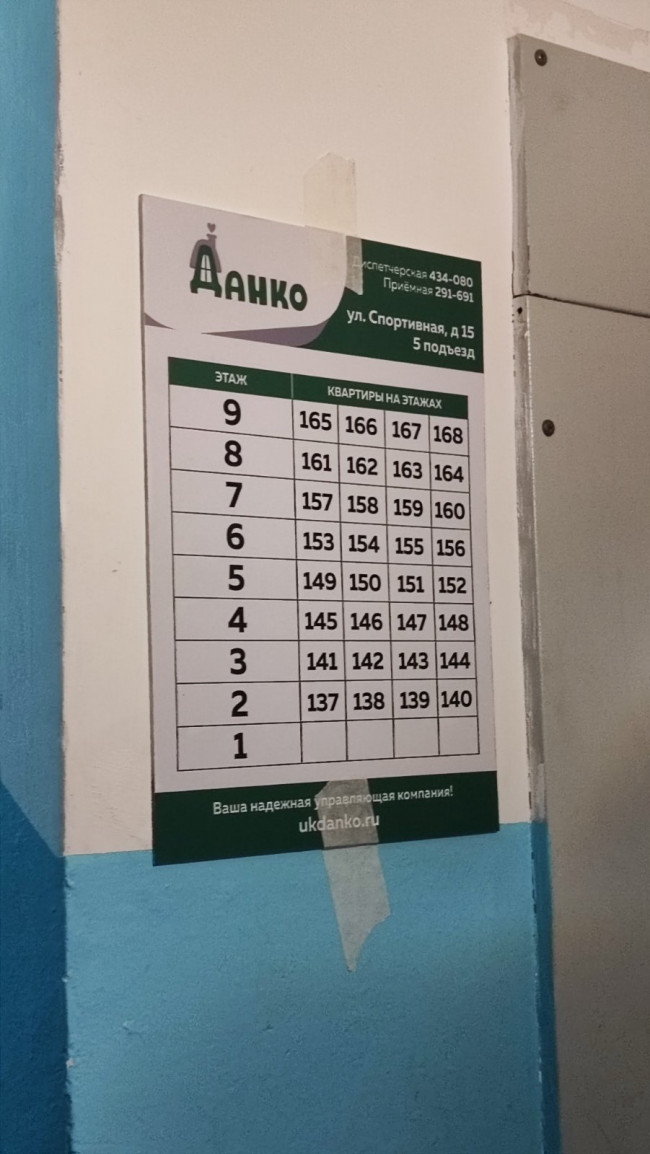 Данко
Диспетчерская 434-080
Приёмная 291-691
ул. Спортивная, д 15
5 подъезд
ЭТАЖ КВАРТИРЫ НА ЭТАЖАХ
9 165 166 167 168
8 161 162 163 164
7 157 158 159 160
6 153 154 155 156
5 149 150 151 152
4 145 146 147 148
3 141 142 143 144
2 137 138 139 140
1
Ваша надежная управляющая компания!
ukdanko.ru